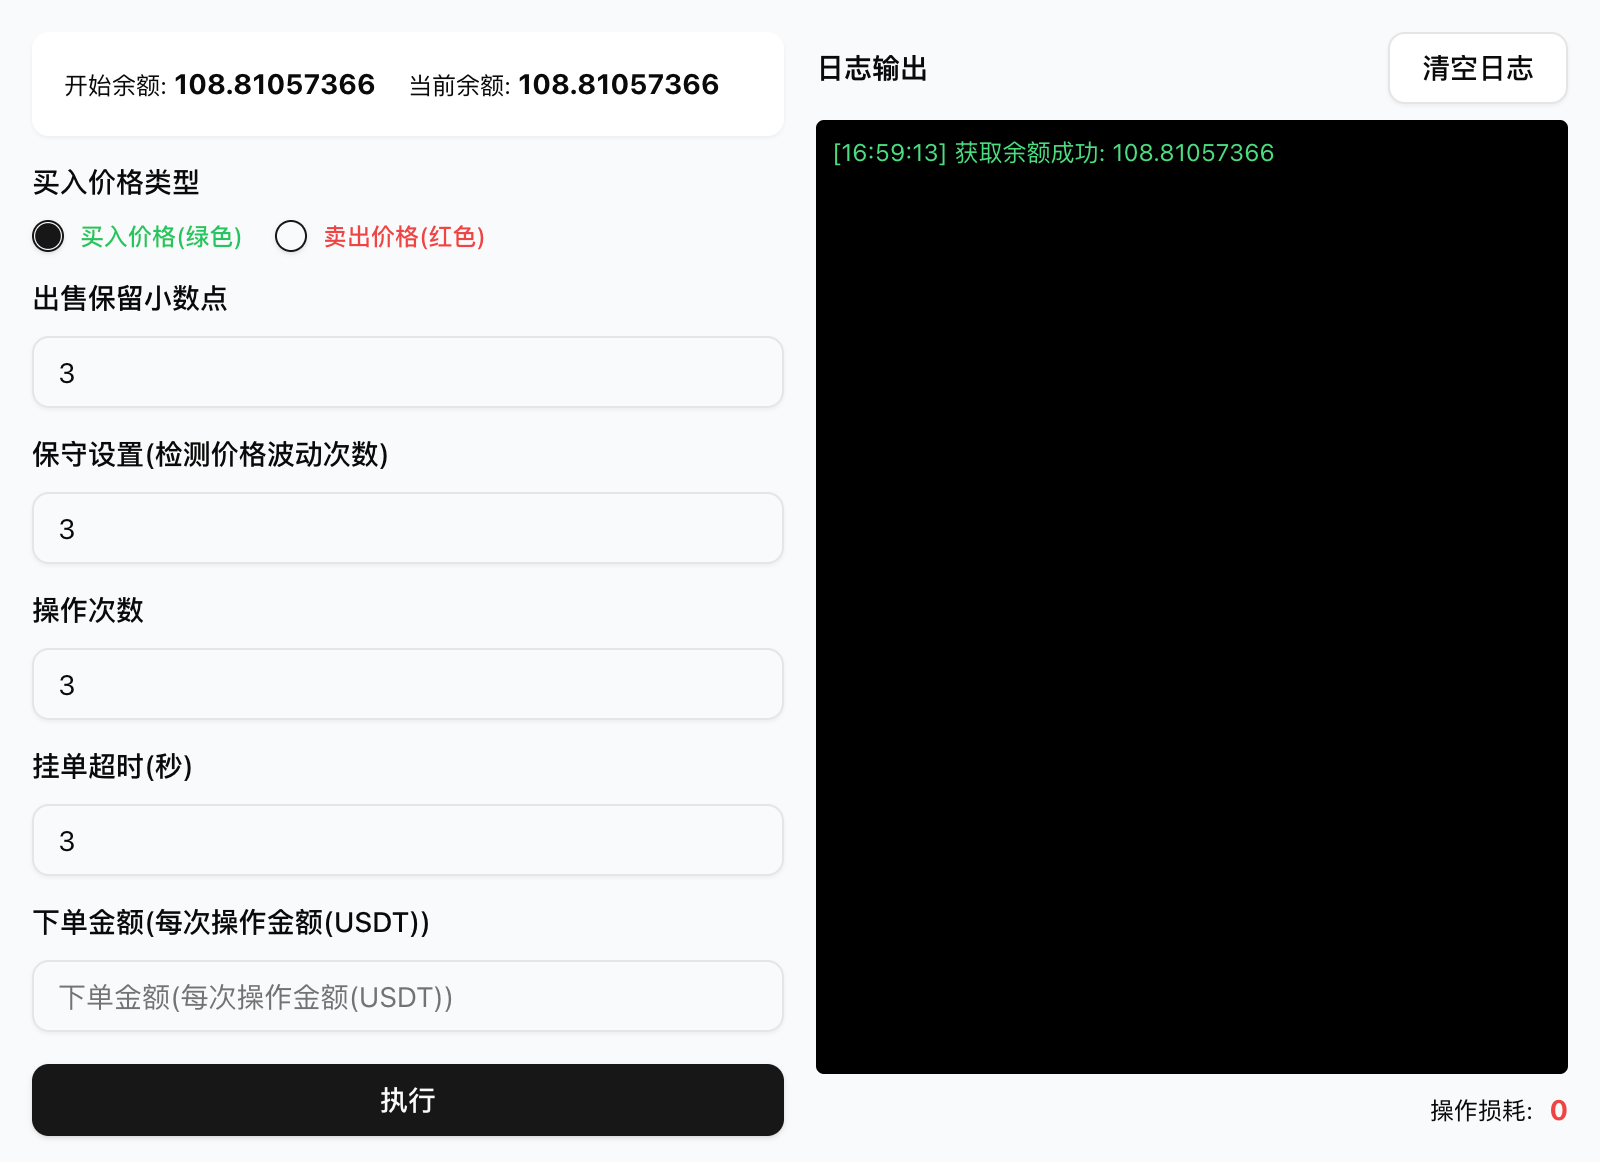 开始余额: 108.81057366 当前余额: 108.81057366
买入价格类型
买入价格(绿色) 卖出价格(红色)
出售保留小数点
3
保守设置(检测价格波动次数)
3
操作次数
3
挂单超时(秒)
3
下单金额(每次操作金额(USDT))
下单金额(每次操作金额(USDT))
执行
日志输出
清空日志
[16:59:13] 获取余额成功: 108.81057366
操作损耗: 0